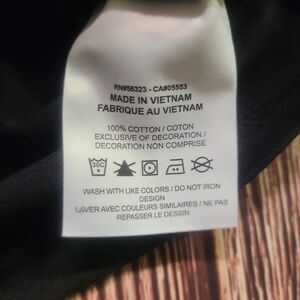 RN#56323 - CA#05553
MADE IN VIETNAM
FABRIQUE AU VIETNAM
100% COTTON / COTON
EXCLUSIVE OF DECORATION /
DECORATION NON COMPRISE
30C
WASH WITH LIKE COLORS / DO NOT IRON
DESIGN
LAVER AVEC COULEURS SIMILAIRES / NE PAS
REPASSER LE DESSIN